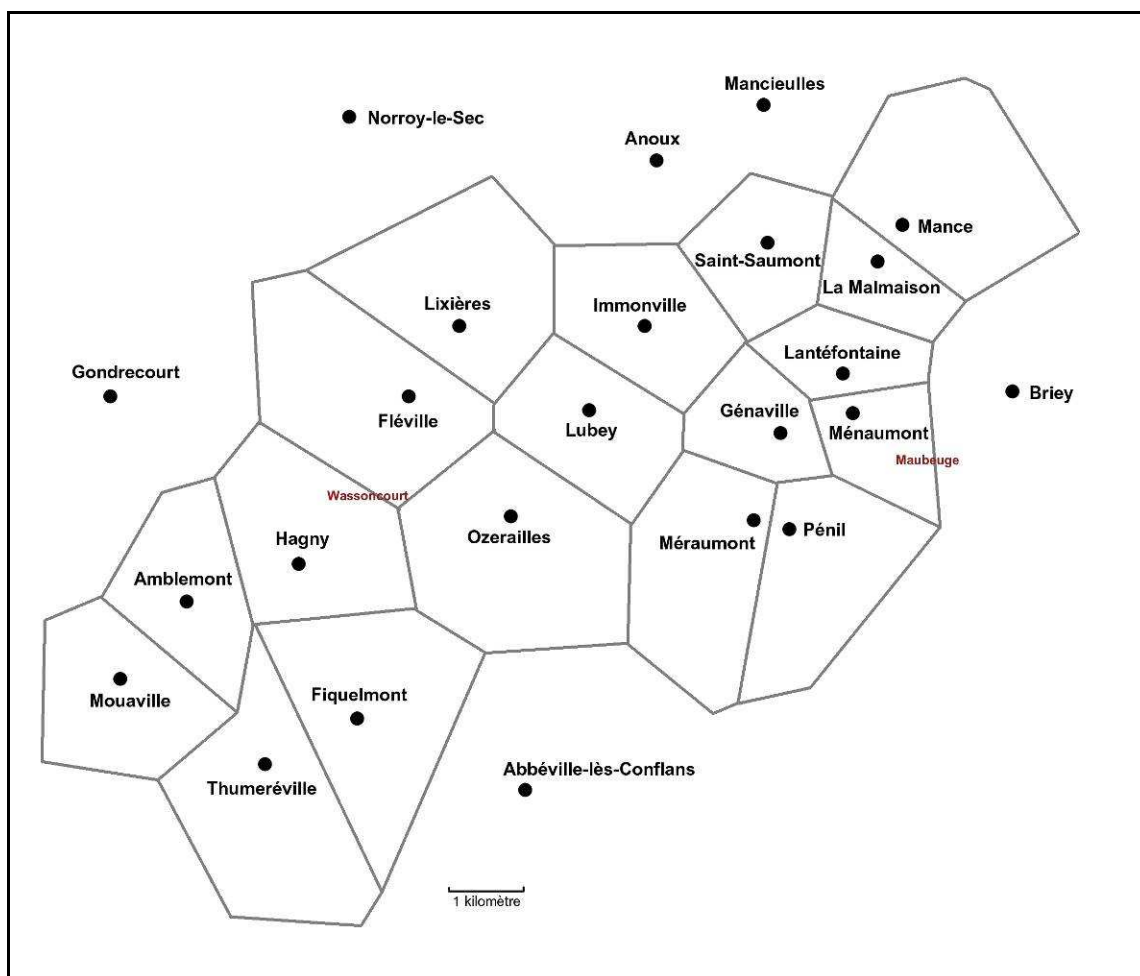 Mancieulles
Norroy-le-Sec
Anoux
Mance
Saint-Saumont
La Malmaison
Lixières
Immonville
Lantéfontaine
Gondrecourt
Briey
Fléville
Lubey
Génaville
Ménaumont
Maubeuge
Wassoncourt
Hagny
Ozerailles
Méraumont
Pénil
Amblemont
Mouaville
Fiquelmont
Abbéville-lès-Conflans
Thumeréville
1 kilomètre